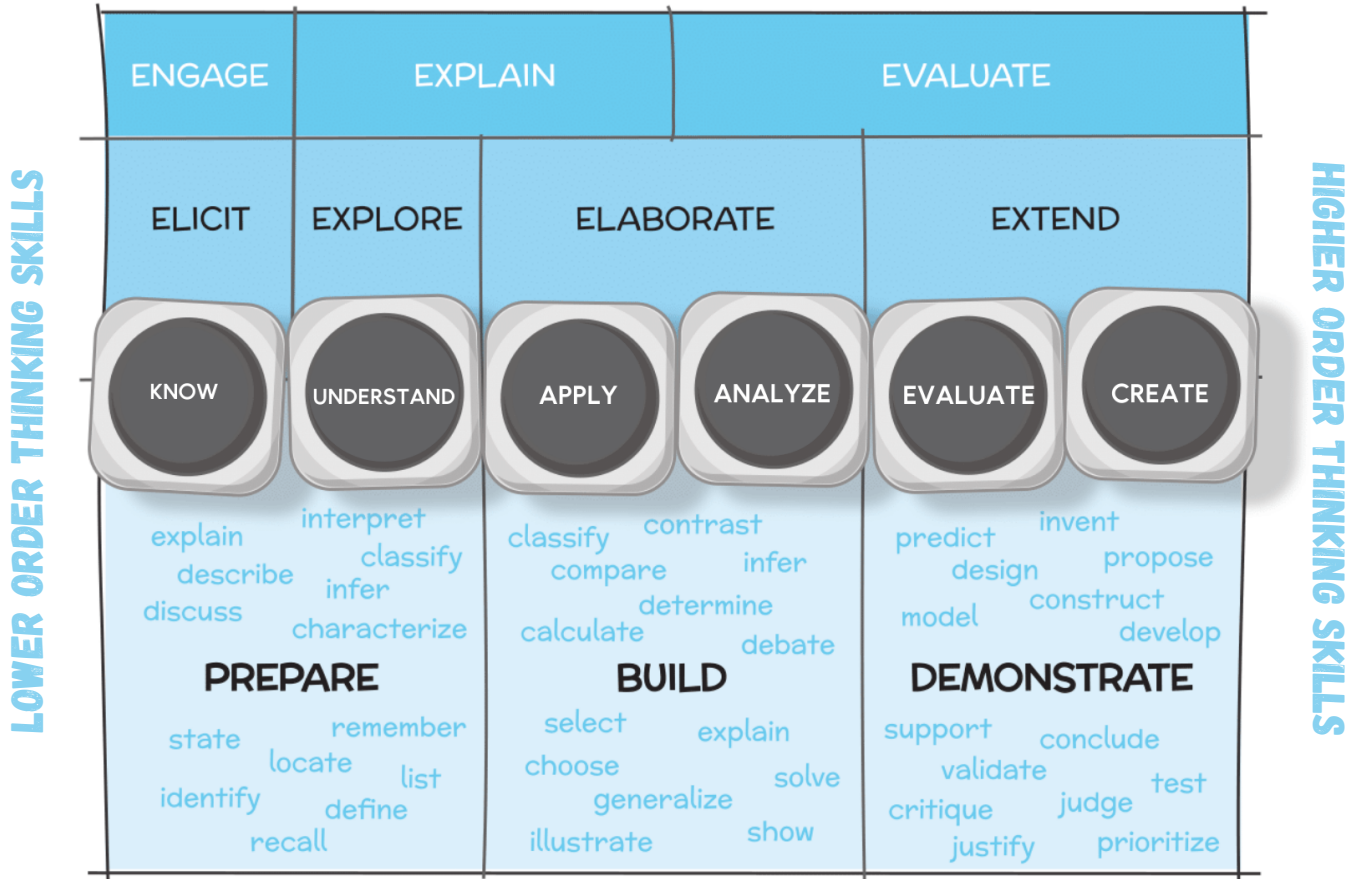 ENGAGE EXPLAIN EVALUATE
ELICIT EXPLORE ELABORATE EXTEND
KNOW UNDERSTAND APPLY ANALYZE EVALUATE CREATE
LOWER ORDER THINKING SKILLS
explain
interpret
describe
classify
infer
discuss
characterize
PREPARE
state
remember
locate
list
identify
define
recall
classify
contrast
compare
infer
determine
calculate
debate
BUILD
select
explain
choose
solve
generalize
illustrate
show
predict
invent
design
propose
model
construct
develop
DEMONSTRATE
support
conclude
validate
test
critique
judge
justify
prioritize
HIGHER ORDER THINKING SKILLS